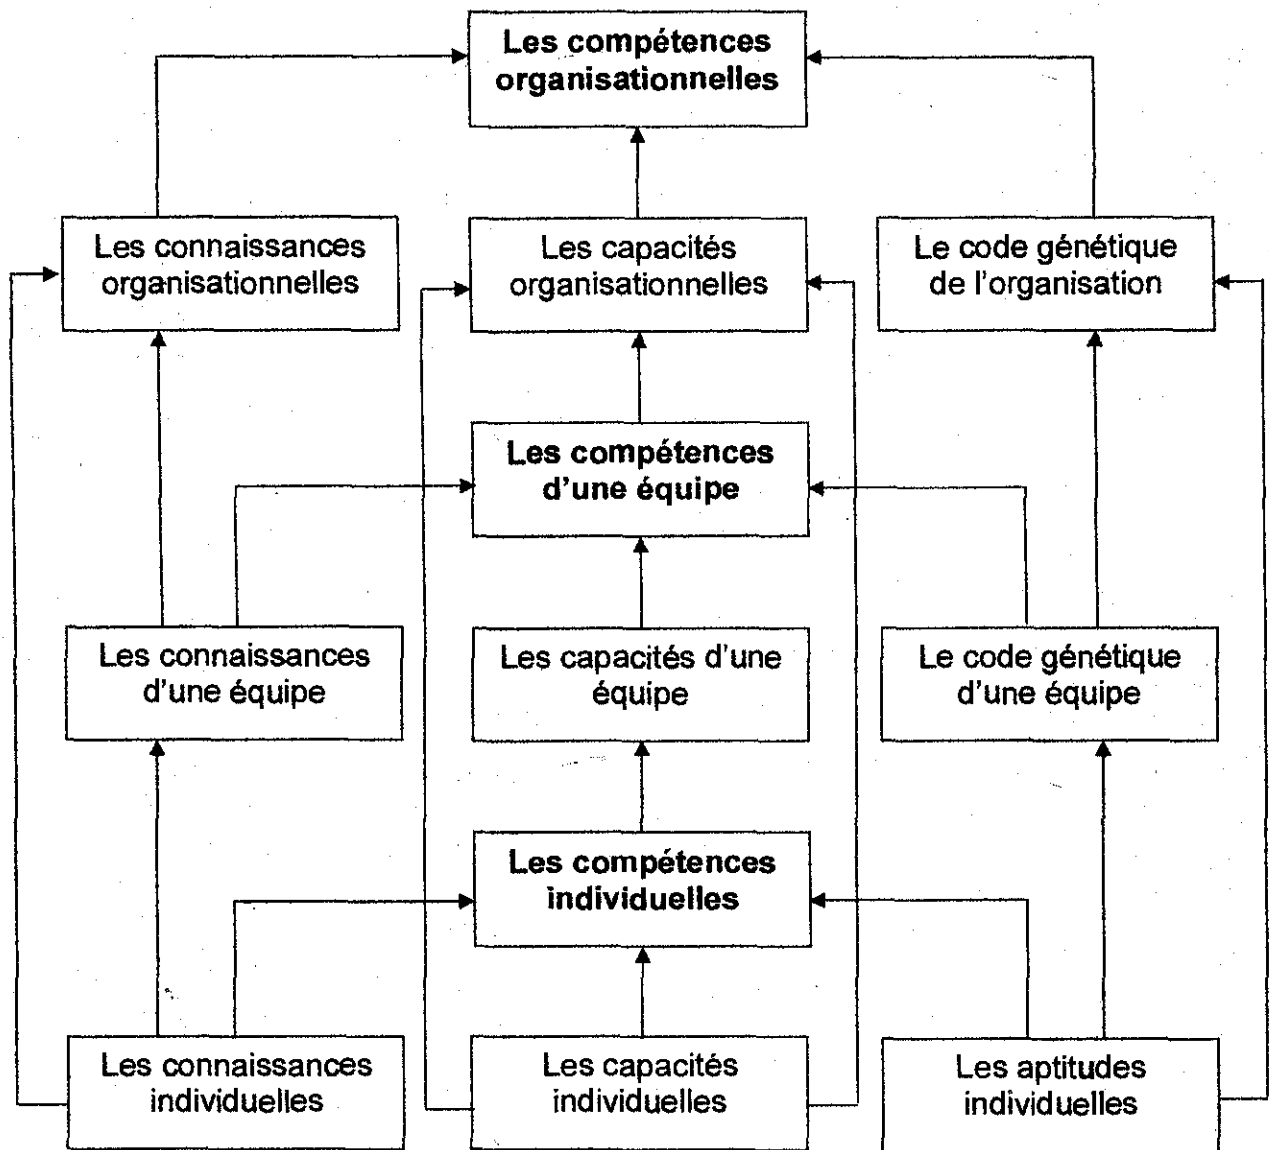 Les compétences
organisationnelles
Les connaissances
organisationnelles
Les capacités
organisationnelles
Le code génétique
de l'organisation
Les compétences
d'une équipe
Les connaissances
d'une équipe
Les capacités d'une
équipe
Le code génétique
d'une équipe
Les compétences
individuelles
Les connaissances
individuelles
Les capacités
individuelles
Les aptitudes
individuelles